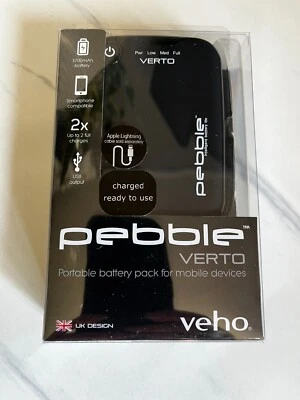 3700mAh
battery
Smartphone
compatible
2x
Up to 2 full
charges
USB
output
Pwr Low Med Full
VERTO
Apple Lightning
cable sold separately
charged
ready to use
pebble
pebble™
VERTO
Portable battery pack for mobile devices
UK DESIGN
veho®